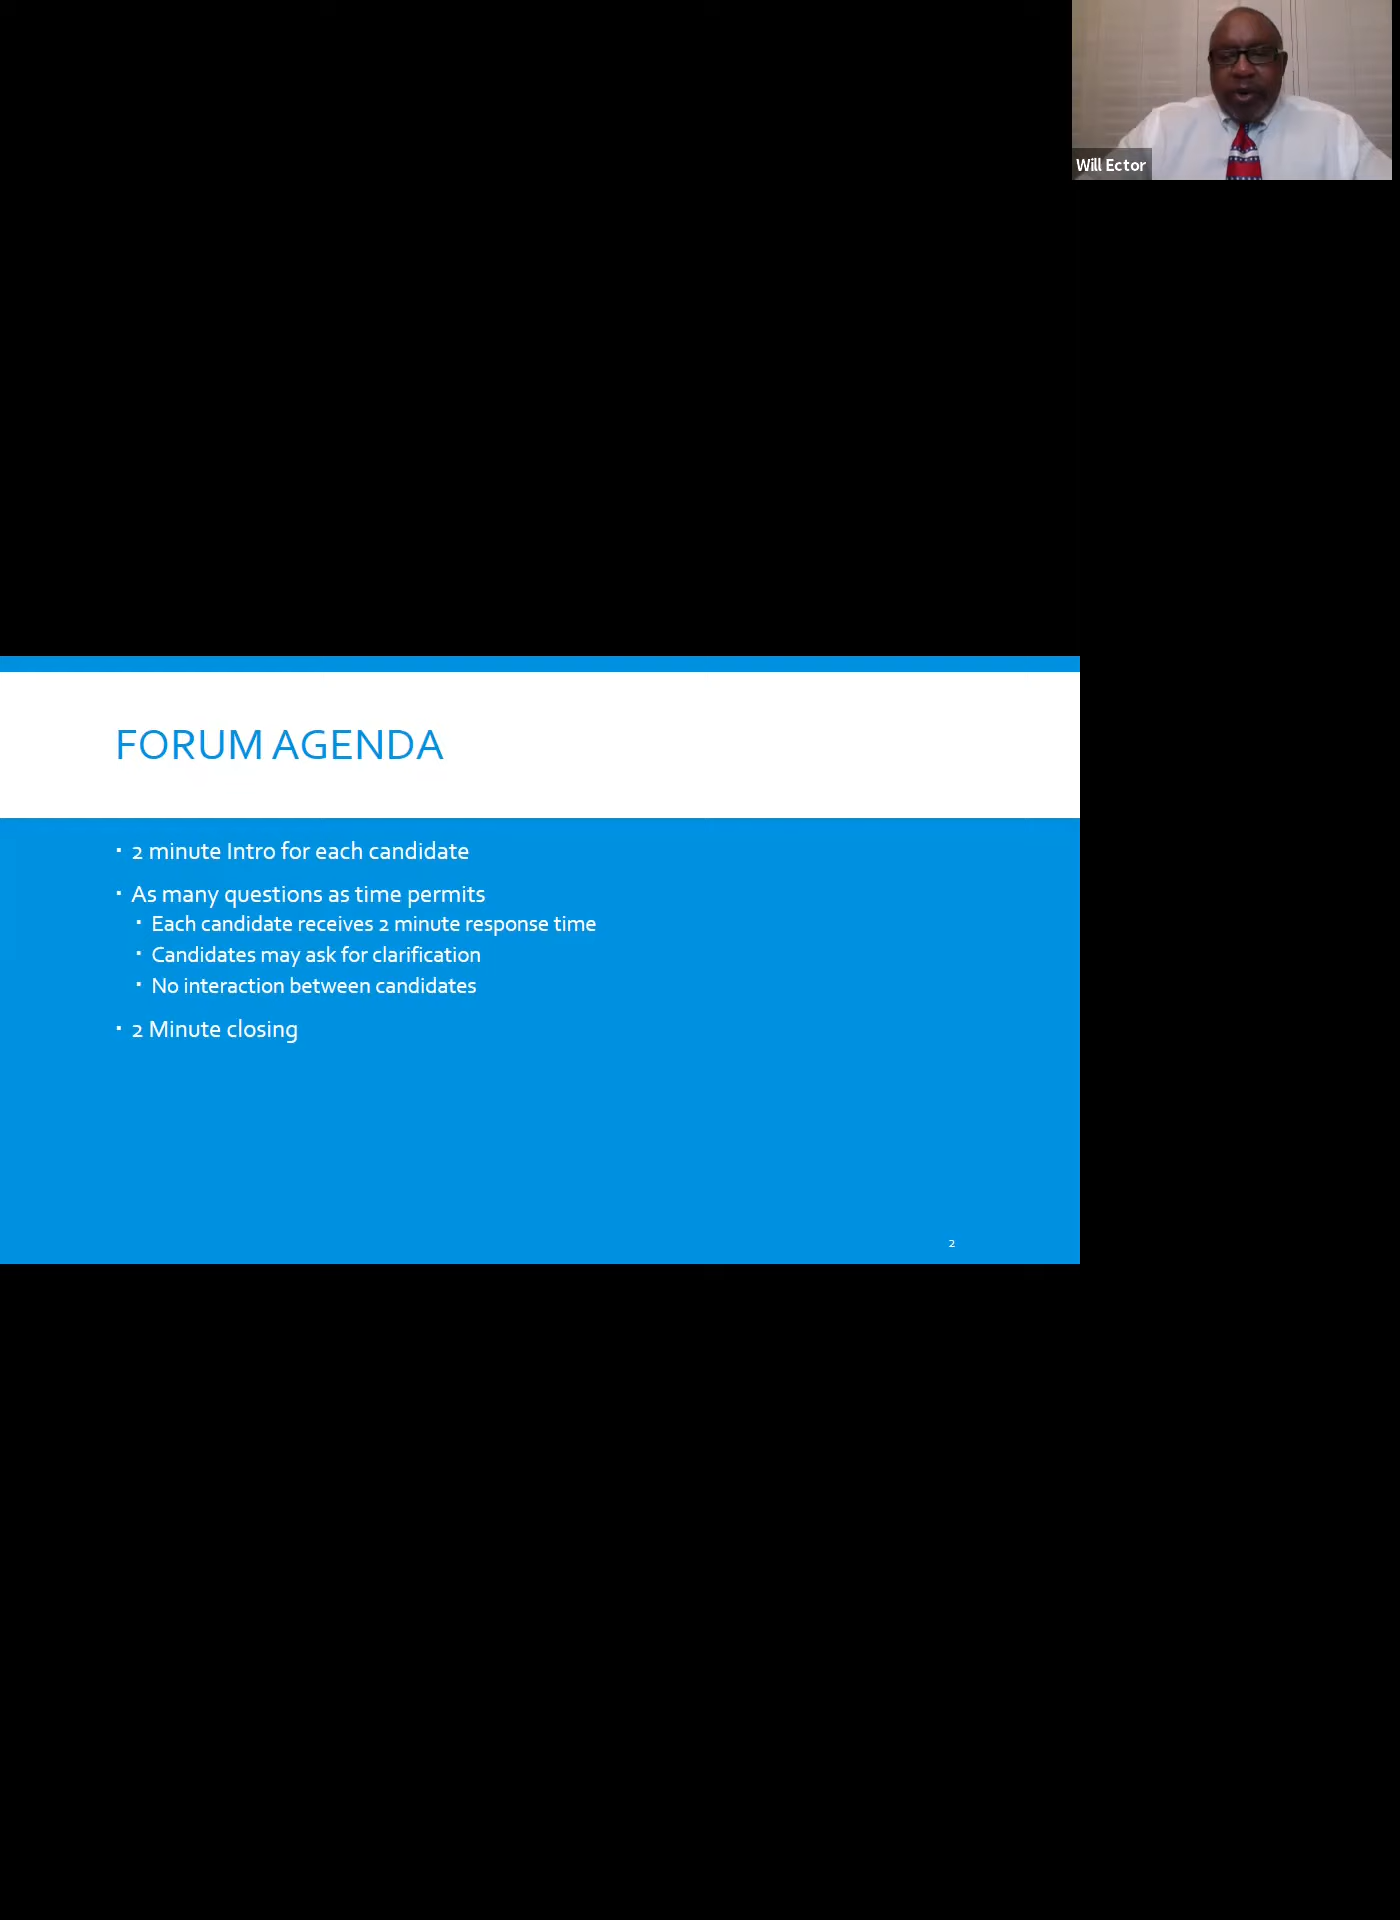 Will Ector
FORUM AGENDA
▪ 2 minute Intro for each candidate
▪ As many questions as time permits
▪ Each candidate receives 2 minute response time
▪ Candidates may ask for clarification
▪ No interaction between candidates
▪ 2 Minute closing
2